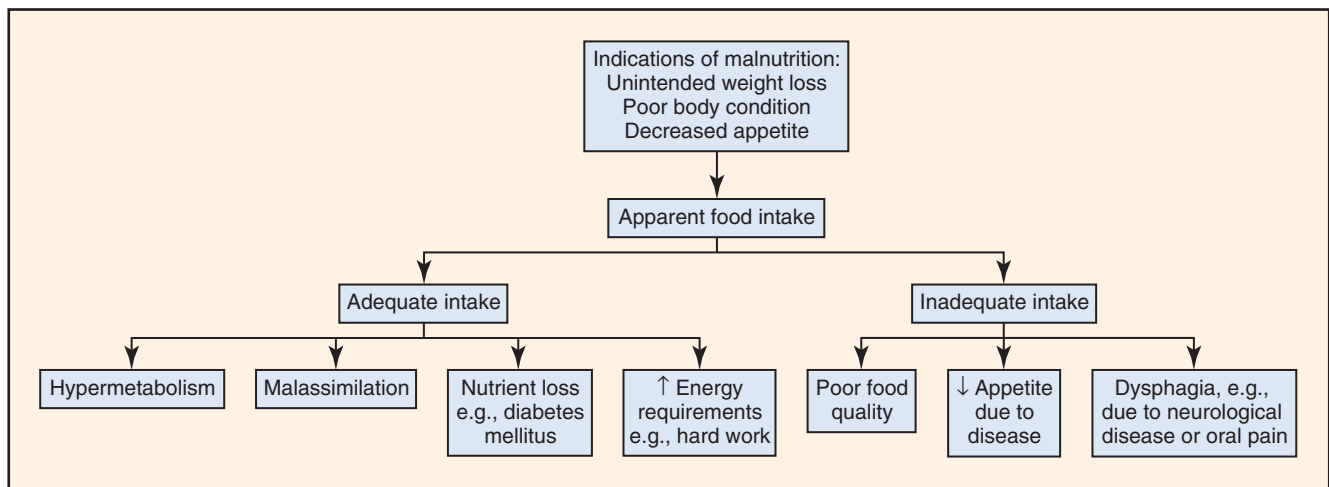 Indications of malnutrition:
Unintended weight loss
Poor body condition
Decreased appetite
Apparent food intake
Adequate intake
Inadequate intake
Hypermetabolism
Malassimilation
Nutrient loss
e.g., diabetes
mellitus
↑ Energy
requirements
e.g., hard work
Poor food
quality
↓ Appetite
due to
disease
Dysphagia, e.g.,
due to neurological
disease or oral pain